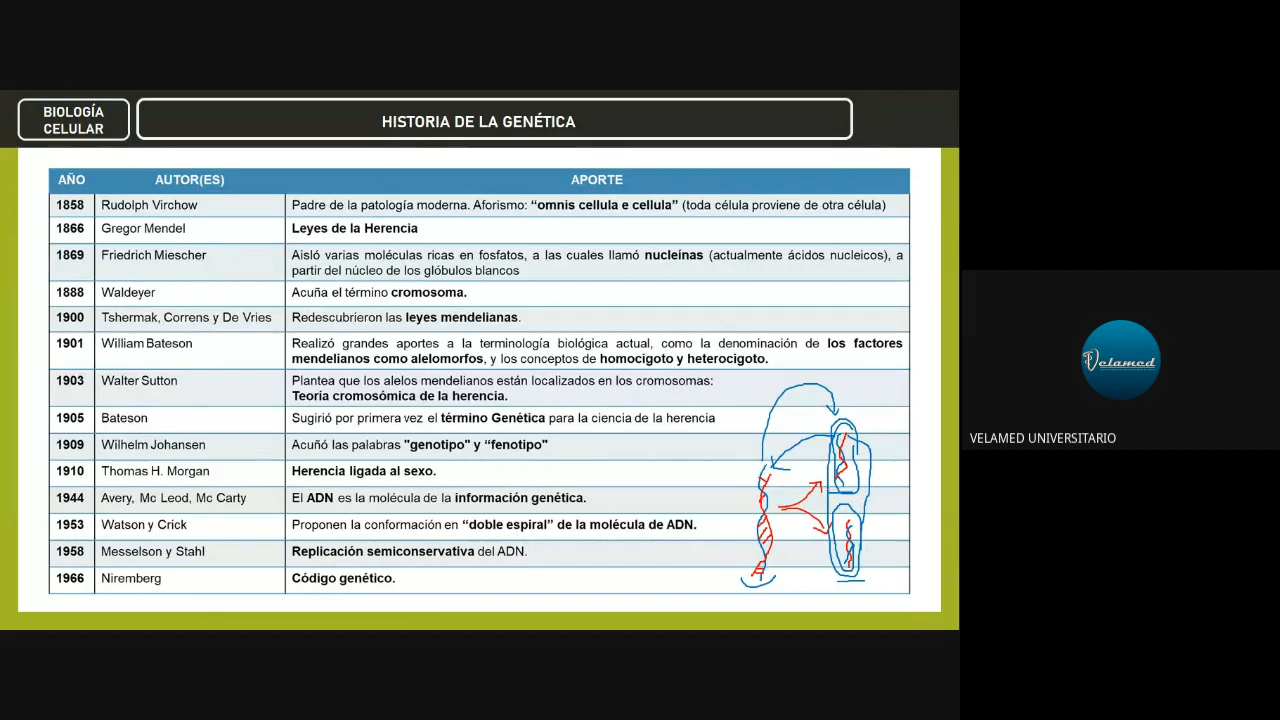 BIOLOGÍA
CELULAR
HISTORIA DE LA GENÉTICA
AÑO AUTOR(ES) APORTE
1858 Rudolph Virchow Padre de la patología moderna. Aforismo: “omnis cellula e cellula” (toda célula proviene de otra célula)
1866 Gregor Mendel Leyes de la Herencia
1869 Friedrich Miescher Aisló varias moléculas ricas en fosfatos, a las cuales llamó nucleínas (actualmente ácidos nucleicos), a
partir del núcleo de los glóbulos blancos
1888 Waldeyer Acuña el término cromosoma.
1900 Tshermak, Correns y De Vries Redescubrieron las leyes mendelianas.
1901 William Bateson Realizó grandes aportes a la terminología biológica actual, como la denominación de los factores
mendelianos como alelomorfos, y los conceptos de homocigoto y heterocigoto.
1903 Walter Sutton Plantea que los alelos mendelianos están localizados en los cromosomas:
Teoría cromosómica de la herencia.
1905 Bateson Sugirió por primera vez el término Genética para la ciencia de la herencia
1909 Wilhelm Johansen Acuñó las palabras "genotipo" y “fenotipo"
1910 Thomas H. Morgan Herencia ligada al sexo.
1944 Avery, Mc Leod, Mc Carty El ADN es la molécula de la información genética.
1953 Watson y Crick Proponen la conformación en “doble espiral” de la molécula de ADN.
1958 Messelson y Stahl Replicación semiconservativa del ADN.
1966 Niremberg Código genético.
Velamed
VELAMED UNIVERSITARIO